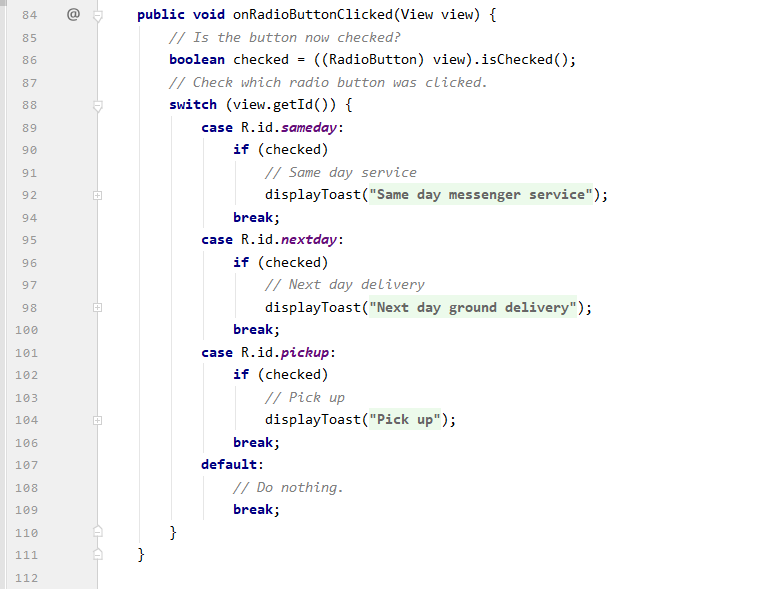 84 @ public void onRadioButtonClicked(View view) {
85 // Is the button now checked?
86 boolean checked = ((RadioButton) view).isChecked();
87 // Check which radio button was clicked.
88 switch (view.getId()) {
89 case R.id.sameday:
90 if (checked)
91 // Same day service
92 displayToast("Same day messenger service");
94 break;
95 case R.id.nextday:
96 if (checked)
97 // Next day delivery
98 displayToast("Next day ground delivery");
100 break;
101 case R.id.pickup:
102 if (checked)
103 // Pick up
104 displayToast("Pick up");
106 break;
107 default:
108 // Do nothing.
109 break;
110 }
111 }
112